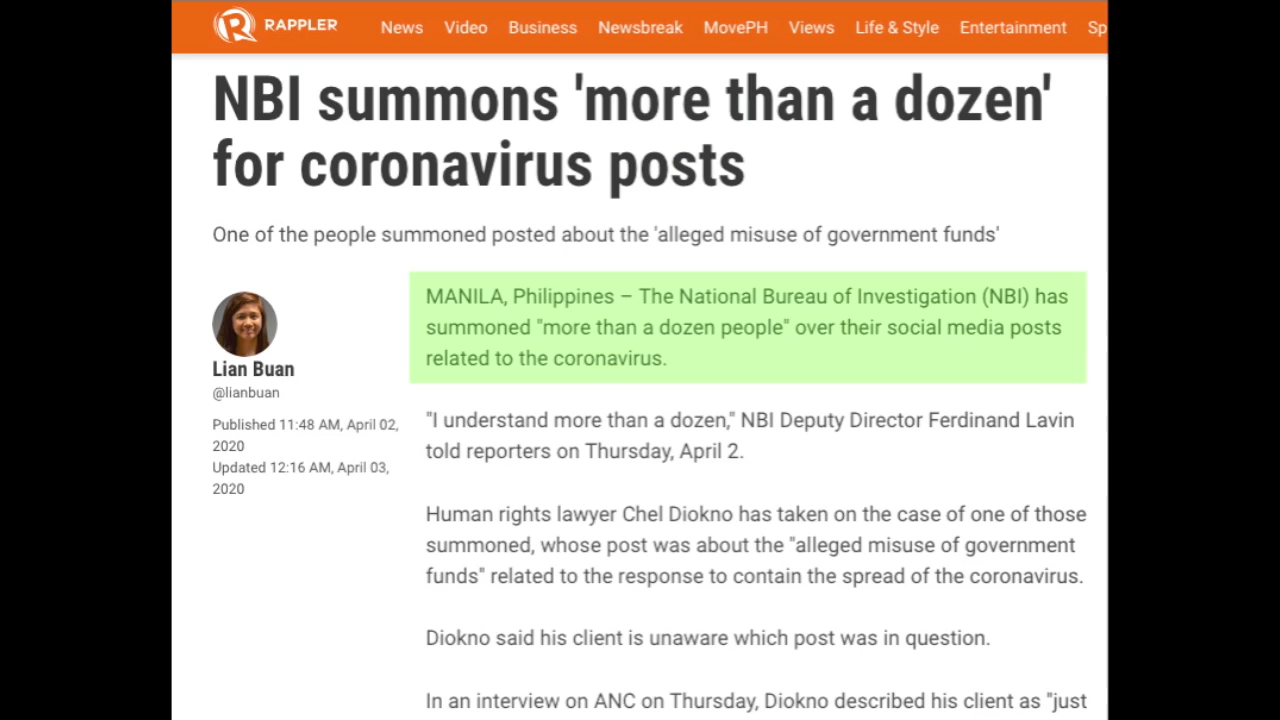 RAPPLER
News Video Business Newsbreak MovePH Views Life & Style Entertainment Sp
NBI summons 'more than a dozen'
for coronavirus posts
One of the people summoned posted about the 'alleged misuse of government funds'
Lian Buan
@lianbuan
Published 11:48 AM, April 02,
2020
Updated 12:16 AM, April 03,
2020
MANILA, Philippines – The National Bureau of Investigation (NBI) has
summoned "more than a dozen people" over their social media posts
related to the coronavirus.
"I understand more than a dozen," NBI Deputy Director Ferdinand Lavin
told reporters on Thursday, April 2.
Human rights lawyer Chel Diokno has taken on the case of one of those
summoned, whose post was about the "alleged misuse of government
funds" related to the response to contain the spread of the coronavirus.
Diokno said his client is unaware which post was in question.
In an interview on ANC on Thursday, Diokno described his client as "just